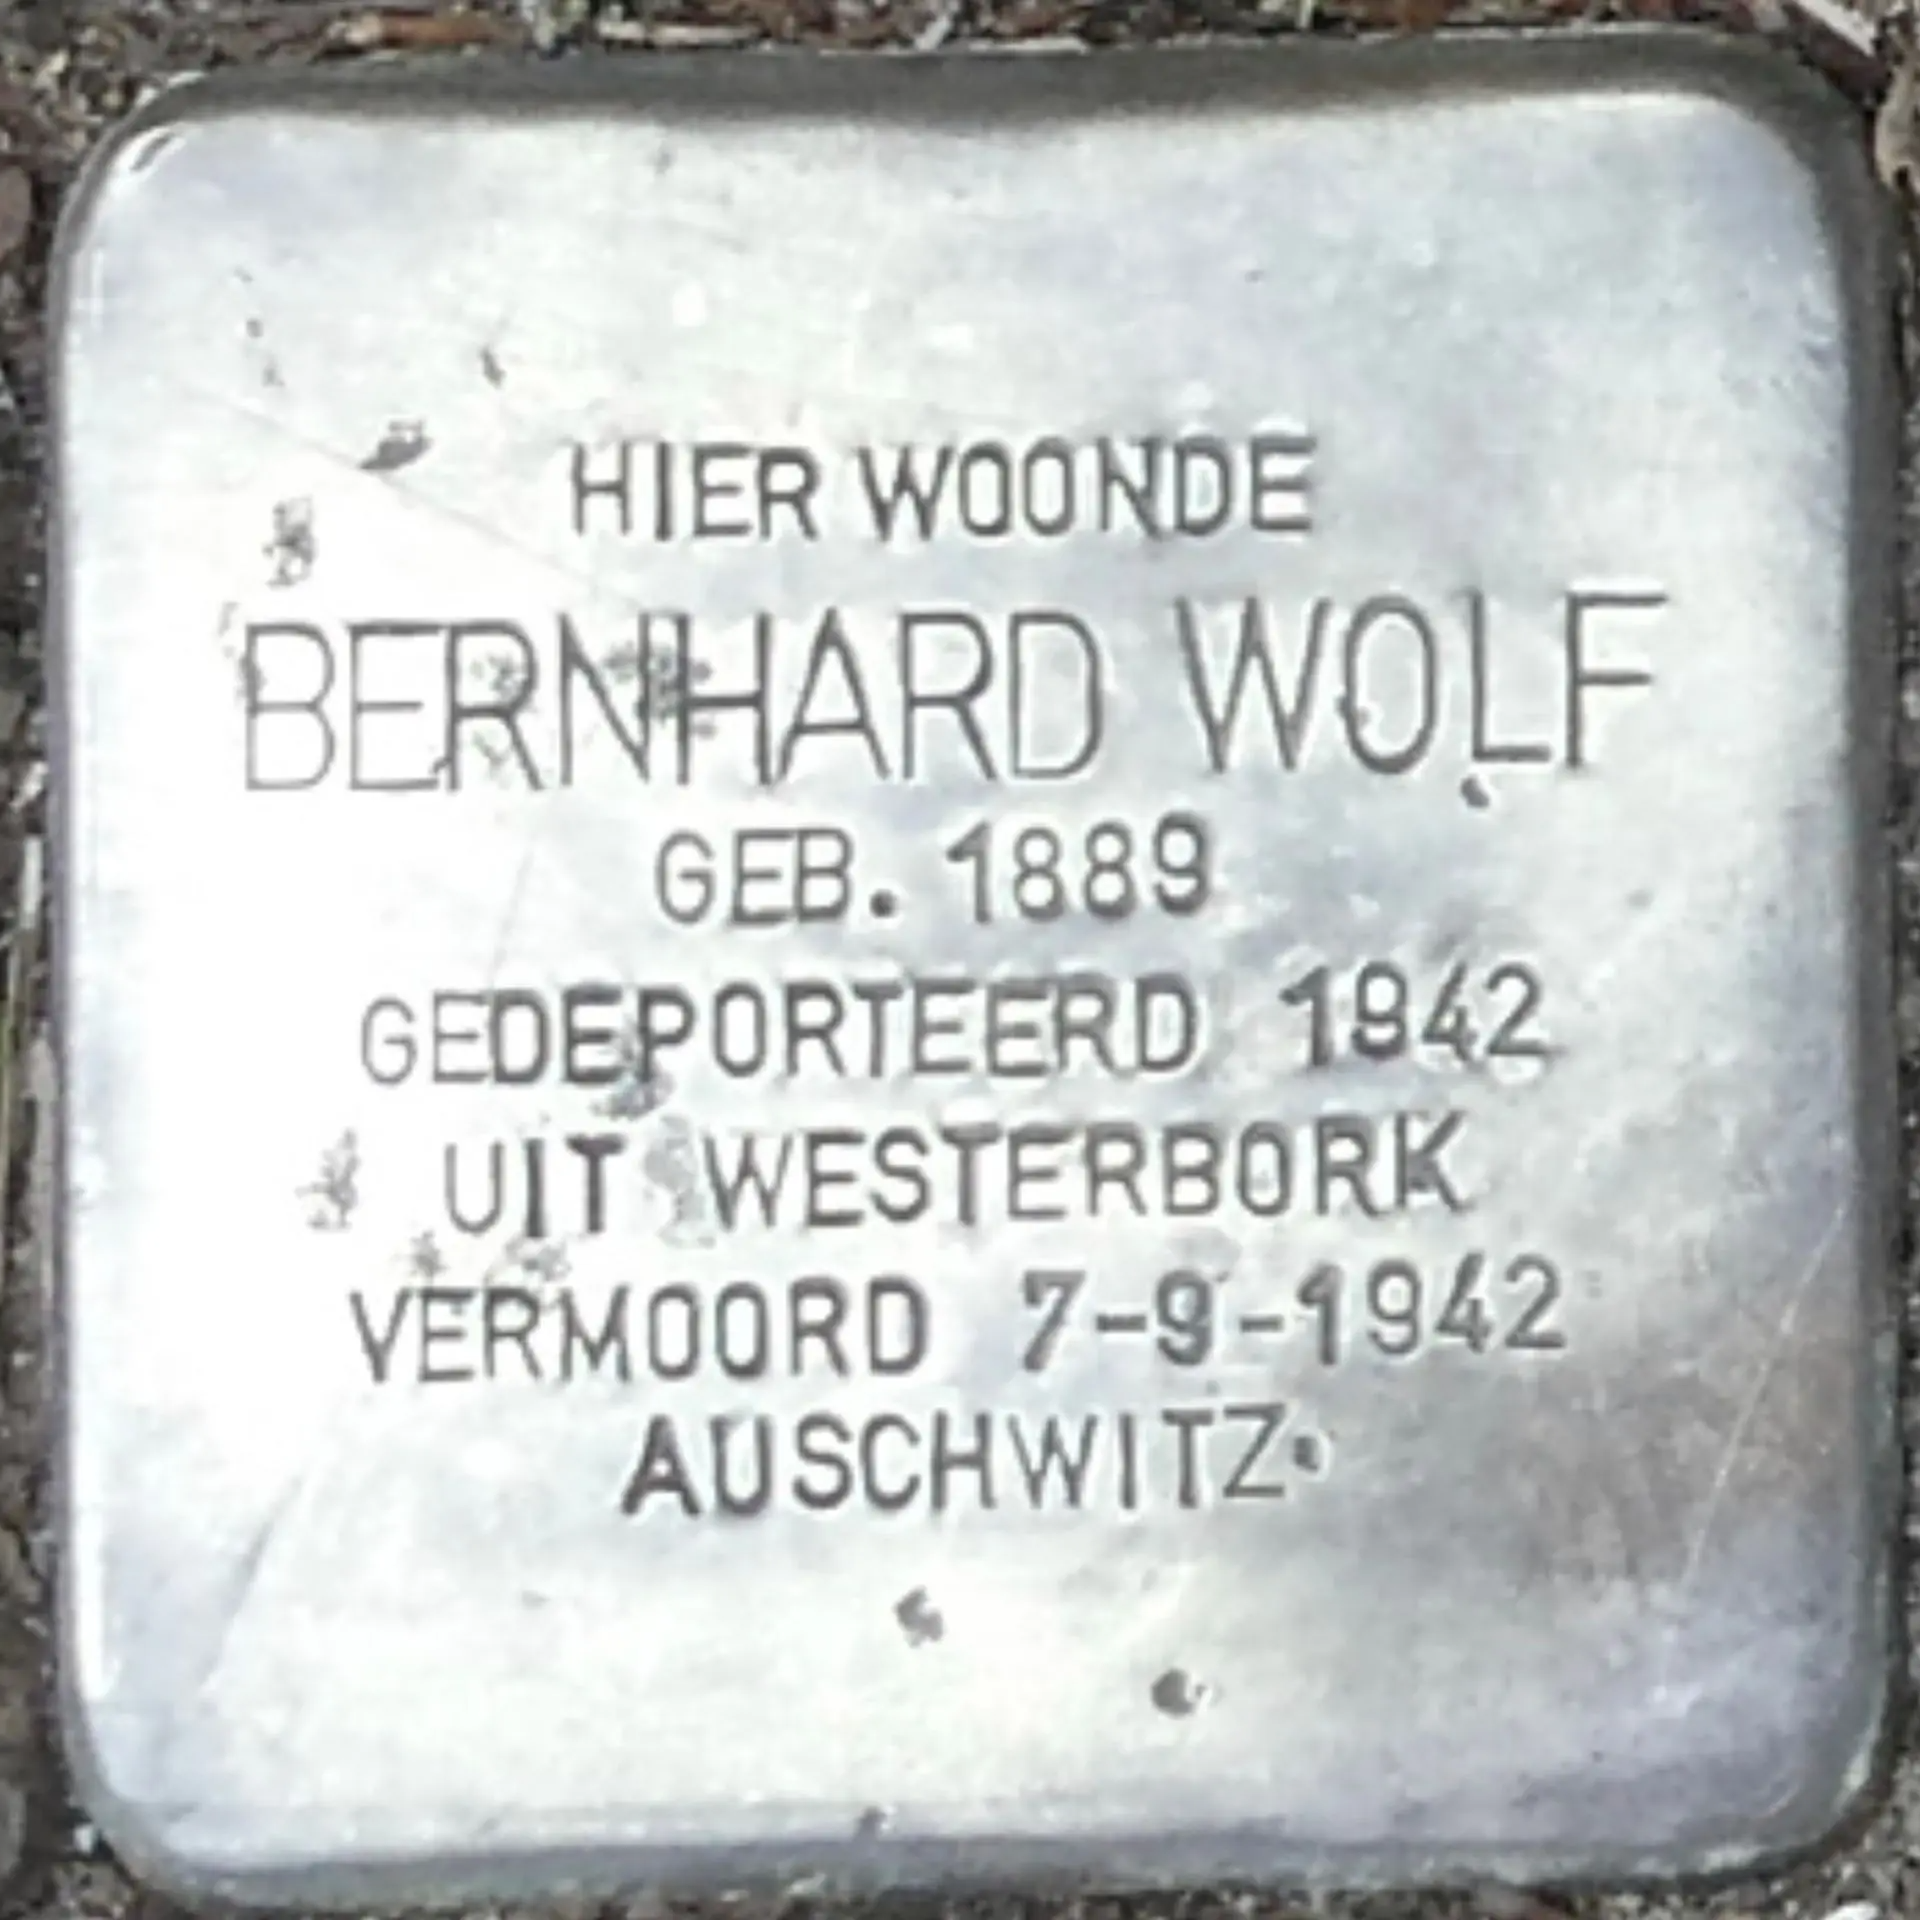 HIER WOONDE
BERNHARD WOLF
GEB. 1889
GEDEPORTEERD 1942
UIT WESTERBORK
VERMOORD 7-9-1942
AUSCHWITZ